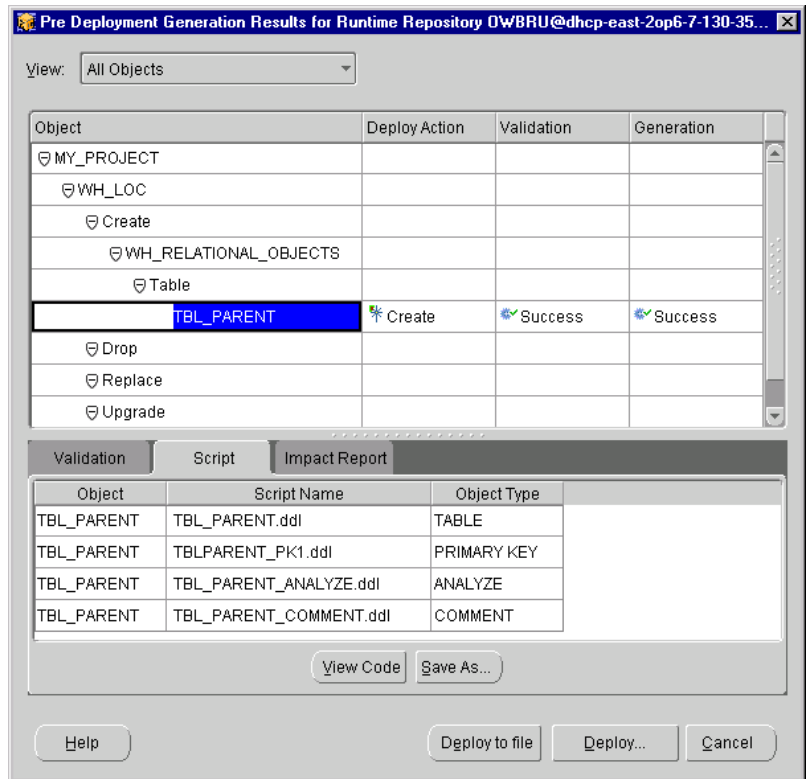 Pre Deployment Generation Results for Runtime Repository OWBRU@dhcp-east-2op6-7-130-35...
View: All Objects
Object Deploy Action Validation Generation
MY_PROJECT
WH_LOC
Create
WH_RELATIONAL_OBJECTS
Table
TBL_PARENT Create Success Success
Drop
Replace
Upgrade
Validation Script Impact Report
Object Script Name Object Type
TBL_PARENT TBL_PARENT.ddl TABLE
TBL_PARENT TBLPARENT_PK1.ddl PRIMARY KEY
TBL_PARENT TBL_PARENT_ANALYZE.ddl ANALYZE
TBL_PARENT TBL_PARENT_COMMENT.ddl COMMENT
View Code Save As...
Help Deploy to file Deploy... Cancel